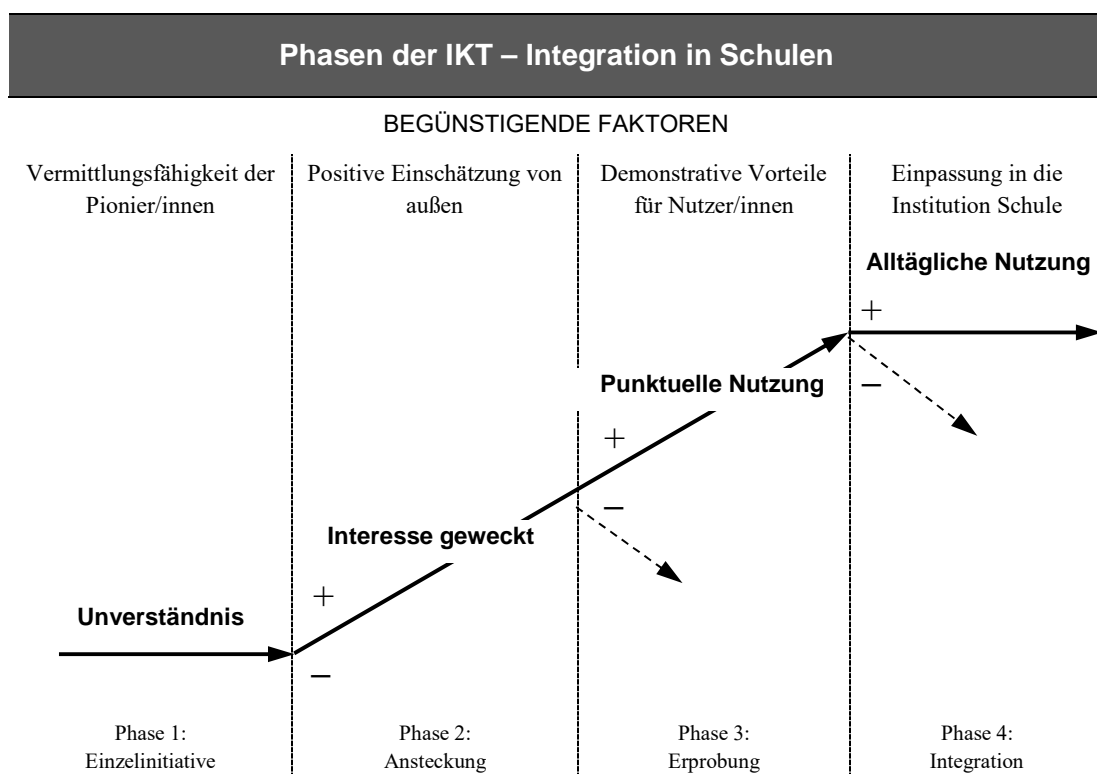 Phasen der IKT – Integration in Schulen
BEGÜNSTIGENDE FAKTOREN
Vermittlungsfähigkeit der
Pionier/innen
Positive Einschätzung von
außen
Demonstrative Vorteile
für Nutzer/innen
Einpassung in die
Institution Schule
Alltägliche Nutzung
+
−
Punktuelle Nutzung
+
−
Interesse geweckt
+
−
Unverständnis
Phase 1:
Einzelinitiative
Phase 2:
Ansteckung
Phase 3:
Erprobung
Phase 4:
Integration